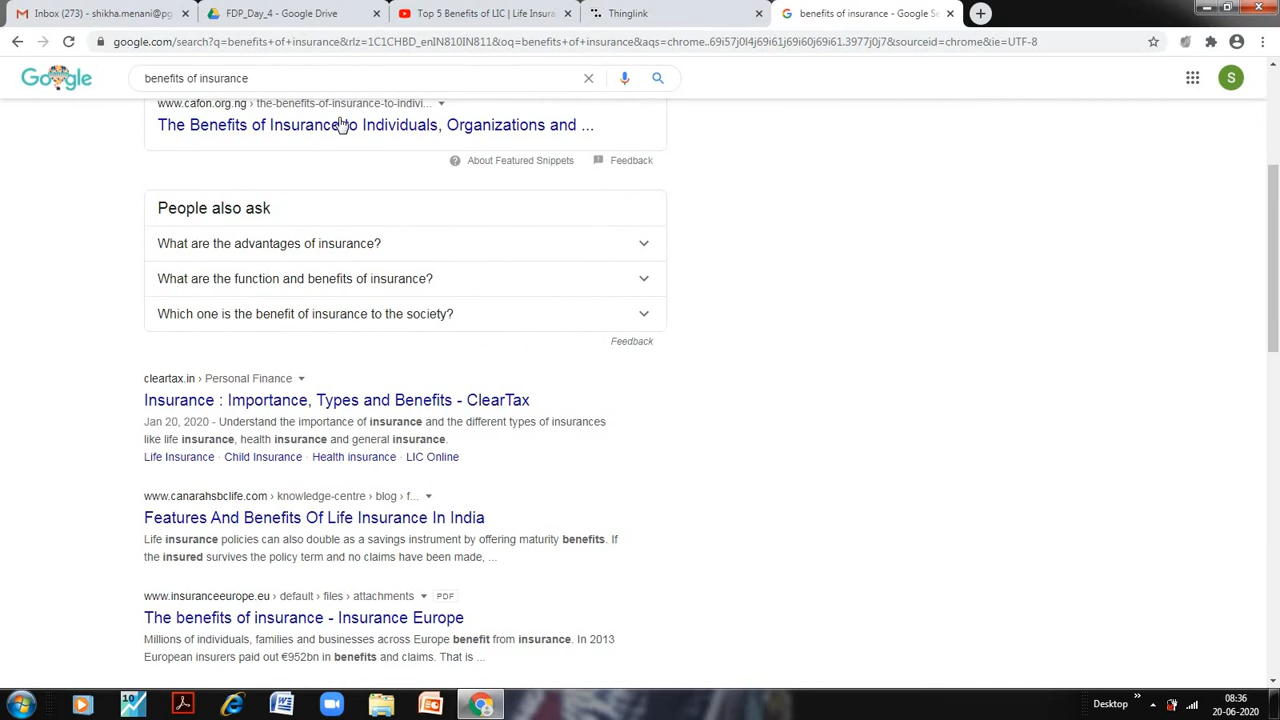 Inbox (273) - shikha.menani@pg
FDP_Day_4 - Google Drive
Top 5 Benefits of LIC | Life Insur
Thinglink
benefits of insurance - Google Se
google.com/search?q=benefits+of+insurance&rlz=1C1CHBD_enIN810IN811&oq=benefits+of+insurance&aqs=chrome..69i57j0l4j69i61j69i60j69i61.3977j0j7&sourceid=chrome&ie=UTF-8
Google
benefits of insurance
S
www.cafon.org.ng › the-benefits-of-insurance-to-indivi...
The Benefits of Insurance to Individuals, Organizations and ...
About Featured Snippets
Feedback
People also ask
What are the advantages of insurance?
What are the function and benefits of insurance?
Which one is the benefit of insurance to the society?
Feedback
cleartax.in › Personal Finance
Insurance : Importance, Types and Benefits - ClearTax
Jan 20, 2020 - Understand the importance of insurance and the different types of insurances
like life insurance, health insurance and general insurance.
Life Insurance · Child Insurance · Health insurance · LIC Online
www.canarahsbclife.com › knowledge-centre › blog › f...
Features And Benefits Of Life Insurance In India
Life insurance policies can also double as a savings instrument by offering maturity benefits. If
the insured survives the policy term and no claims have been made, ...
www.insuranceeurope.eu › default › files › attachments PDF
The benefits of insurance - Insurance Europe
Millions of individuals, families and businesses across Europe benefit from insurance. In 2013
European insurers paid out €952bn in benefits and claims. That is ...
10
Desktop
08:36
20-06-2020